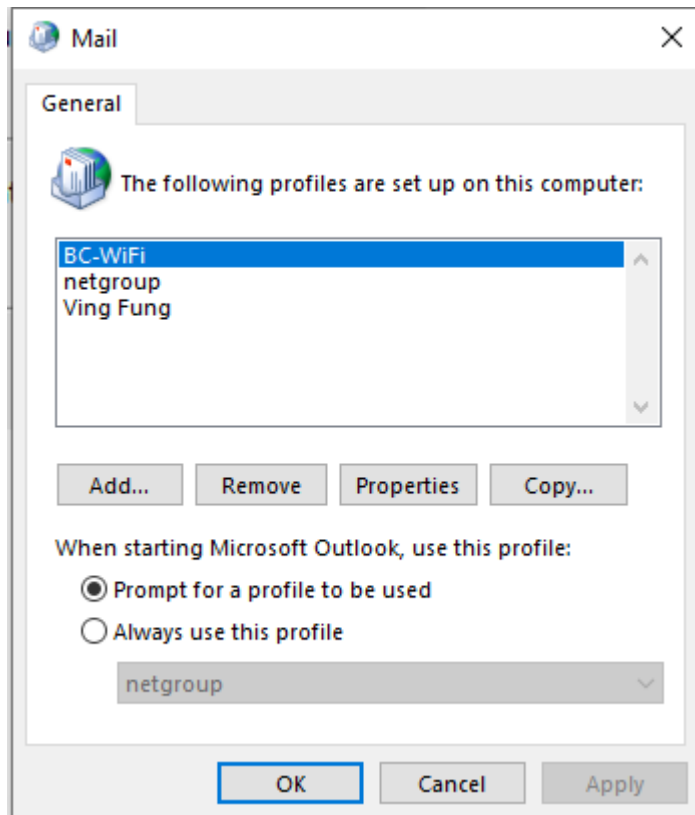 Mail
General
The following profiles are set up on this computer:
BC-WiFi
netgroup
Ving Fung
Add... Remove Properties Copy...
When starting Microsoft Outlook, use this profile:
Prompt for a profile to be used
Always use this profile
netgroup
OK Cancel Apply